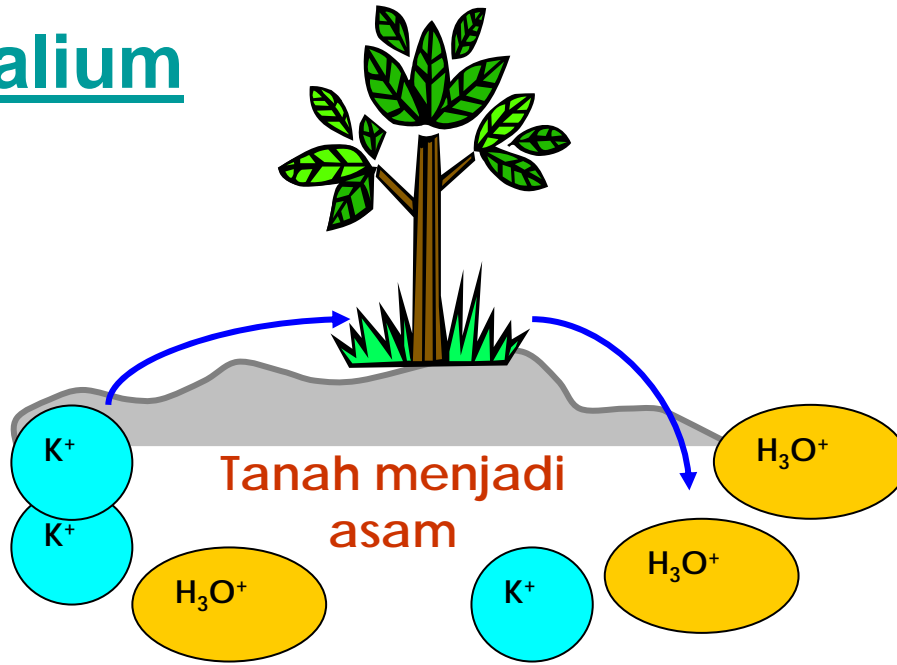 alium
K⁺
H₃O⁺
Tanah menjadi
asam
K⁺
H₃O⁺
H₃O⁺
K⁺